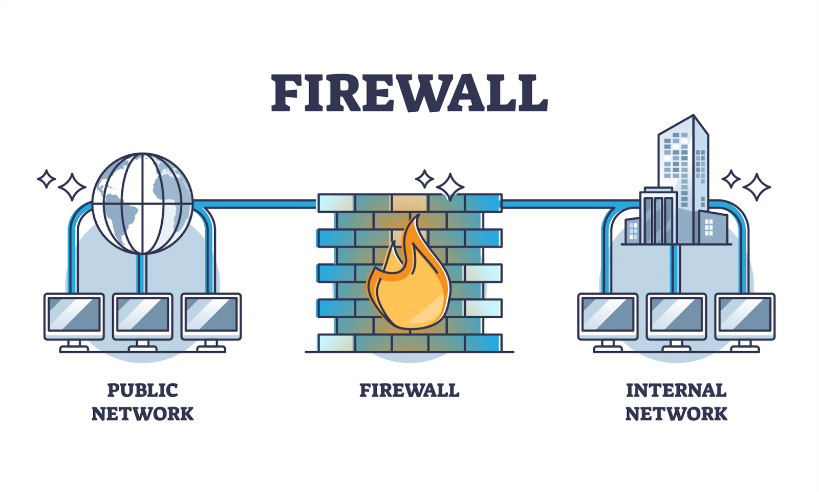 FIREWALL
PUBLIC
NETWORK
FIREWALL
INTERNAL
NETWORK